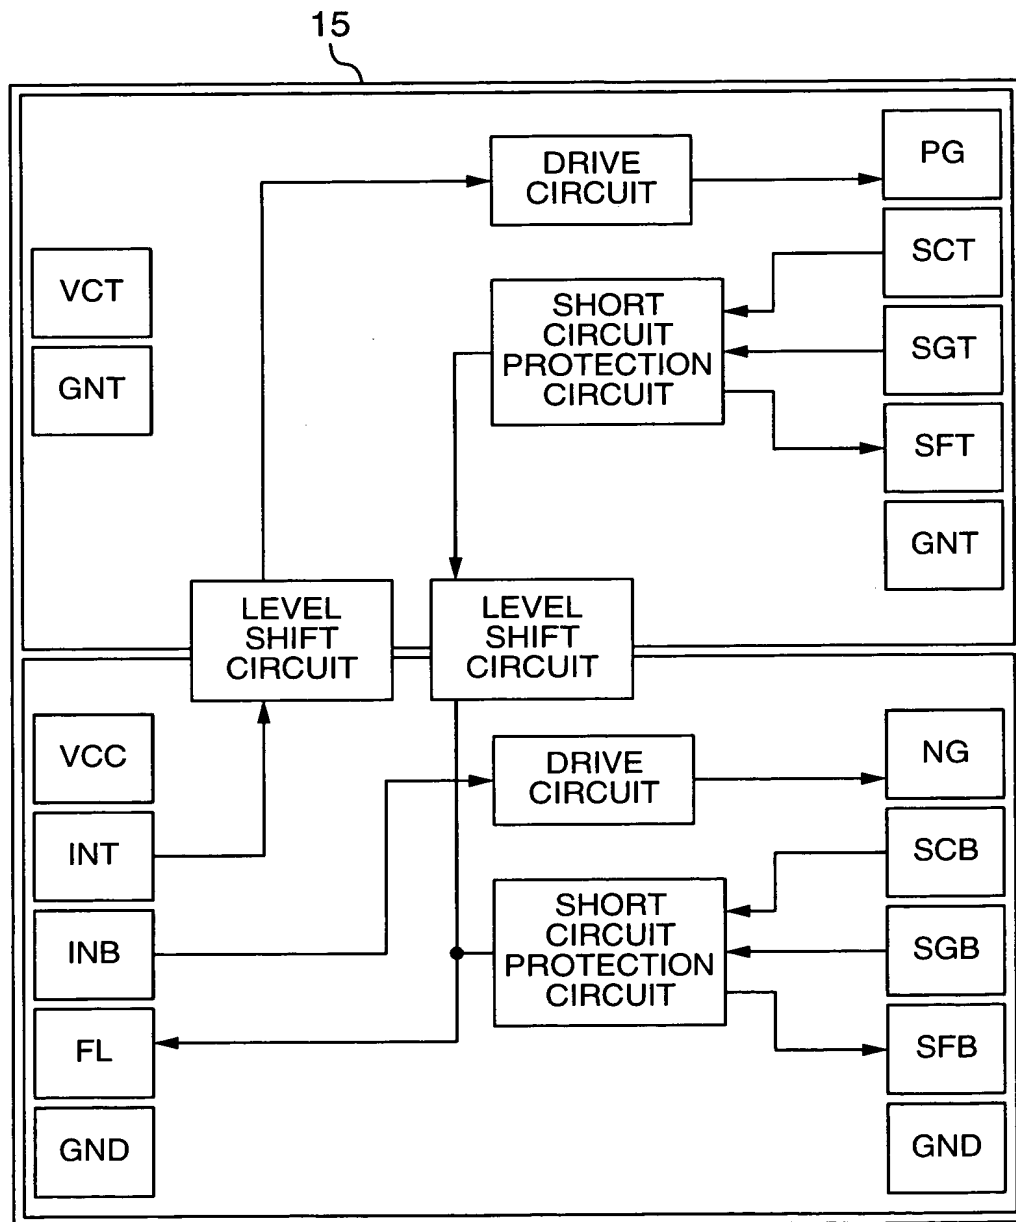 15
DRIVE
CIRCUIT
PG
SCT
VCT
SHORT
CIRCUIT
PROTECTION
CIRCUIT
SGT
GNT
SFT
GNT
LEVEL
SHIFT
CIRCUIT
LEVEL
SHIFT
CIRCUIT
VCC
DRIVE
CIRCUIT
NG
INT
SCB
INB
SHORT
CIRCUIT
PROTECTION
CIRCUIT
SGB
FL
SFB
GND
GND